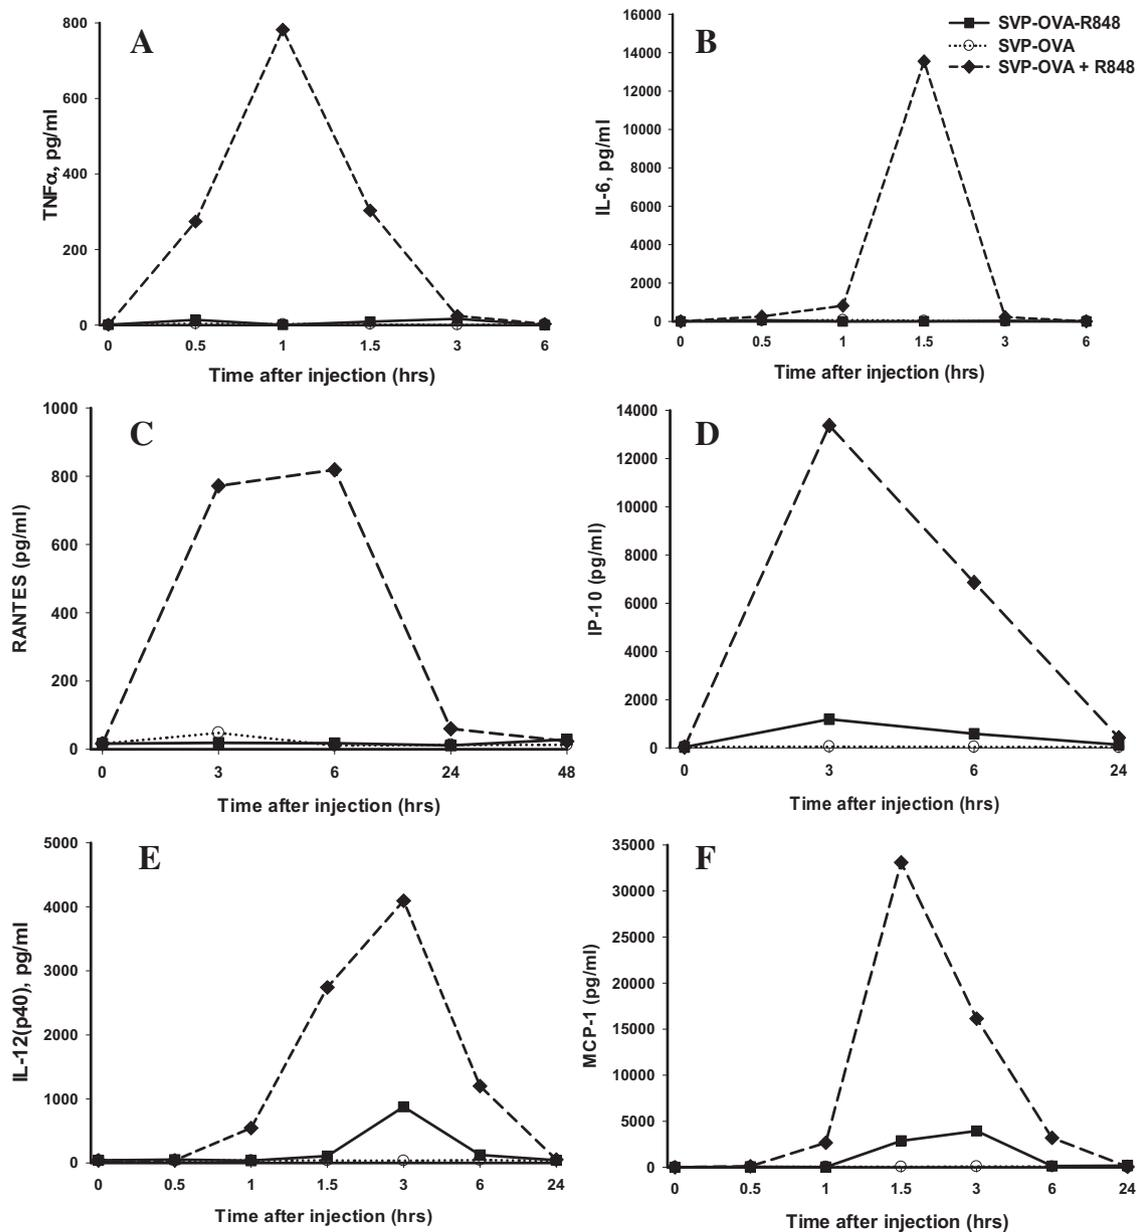 A
TNFα, pg/ml
800
600
400
200
0
0 0.5 1 1.5 3 6
Time after injection (hrs)
B
IL-6, pg/ml
16000
14000
12000
10000
8000
6000
4000
2000
0
0 0.5 1 1.5 3 6
Time after injection (hrs)
SVP-OVA-R848
SVP-OVA
SVP-OVA + R848
C
RANTES (pg/ml)
1000
800
600
400
200
0
0 3 6 24 48
Time after injection (hrs)
D
IP-10 (pg/ml)
14000
12000
10000
8000
6000
4000
2000
0
0 3 6 24
Time after injection (hrs)
E
IL-12(p40), pg/ml
5000
4000
3000
2000
1000
0
0 0.5 1 1.5 3 6 24
Time after injection (hrs)
F
MCP-1 (pg/ml)
35000
30000
25000
20000
15000
10000
5000
0
0 0.5 1 1.5 3 6 24
Time after injection (hrs)